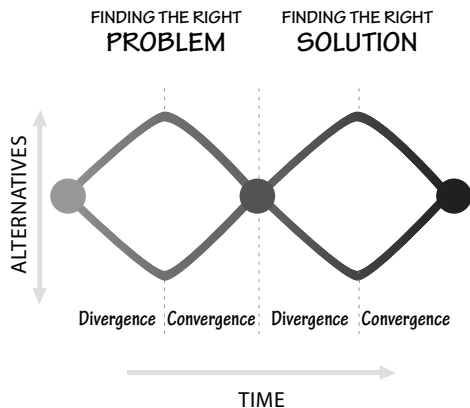 FINDING THE RIGHT
PROBLEM
FINDING THE RIGHT
SOLUTION
ALTERNATIVES
Divergence
Convergence
Divergence
Convergence
TIME